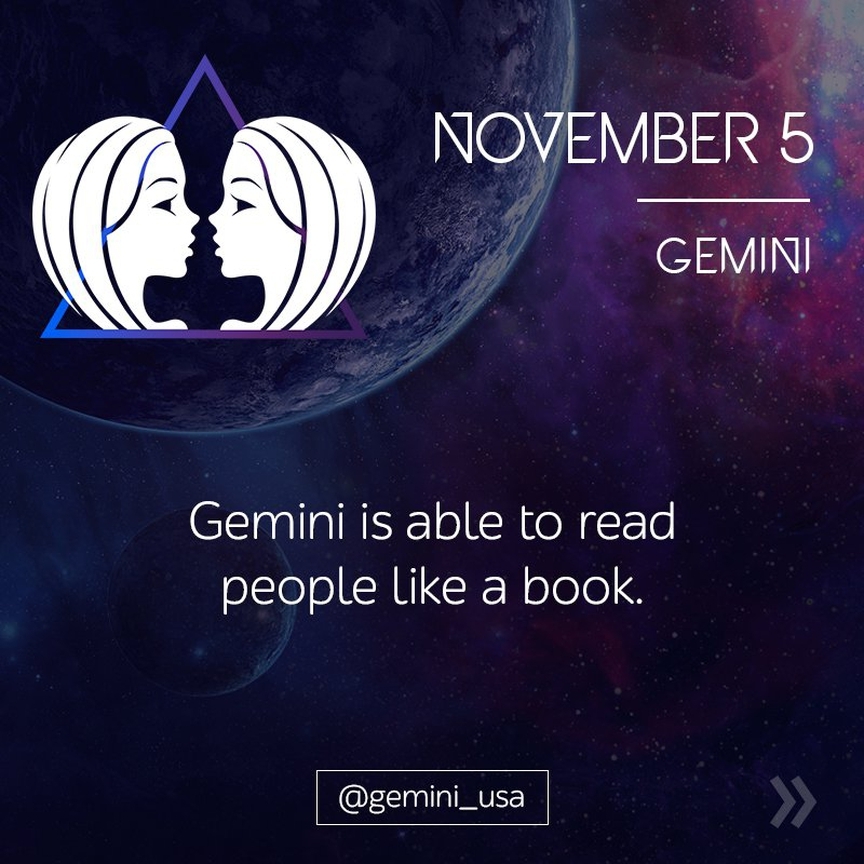 NOVEMBER 5
GEMINI
Gemini is able to read
people like a book.
@gemini_usa